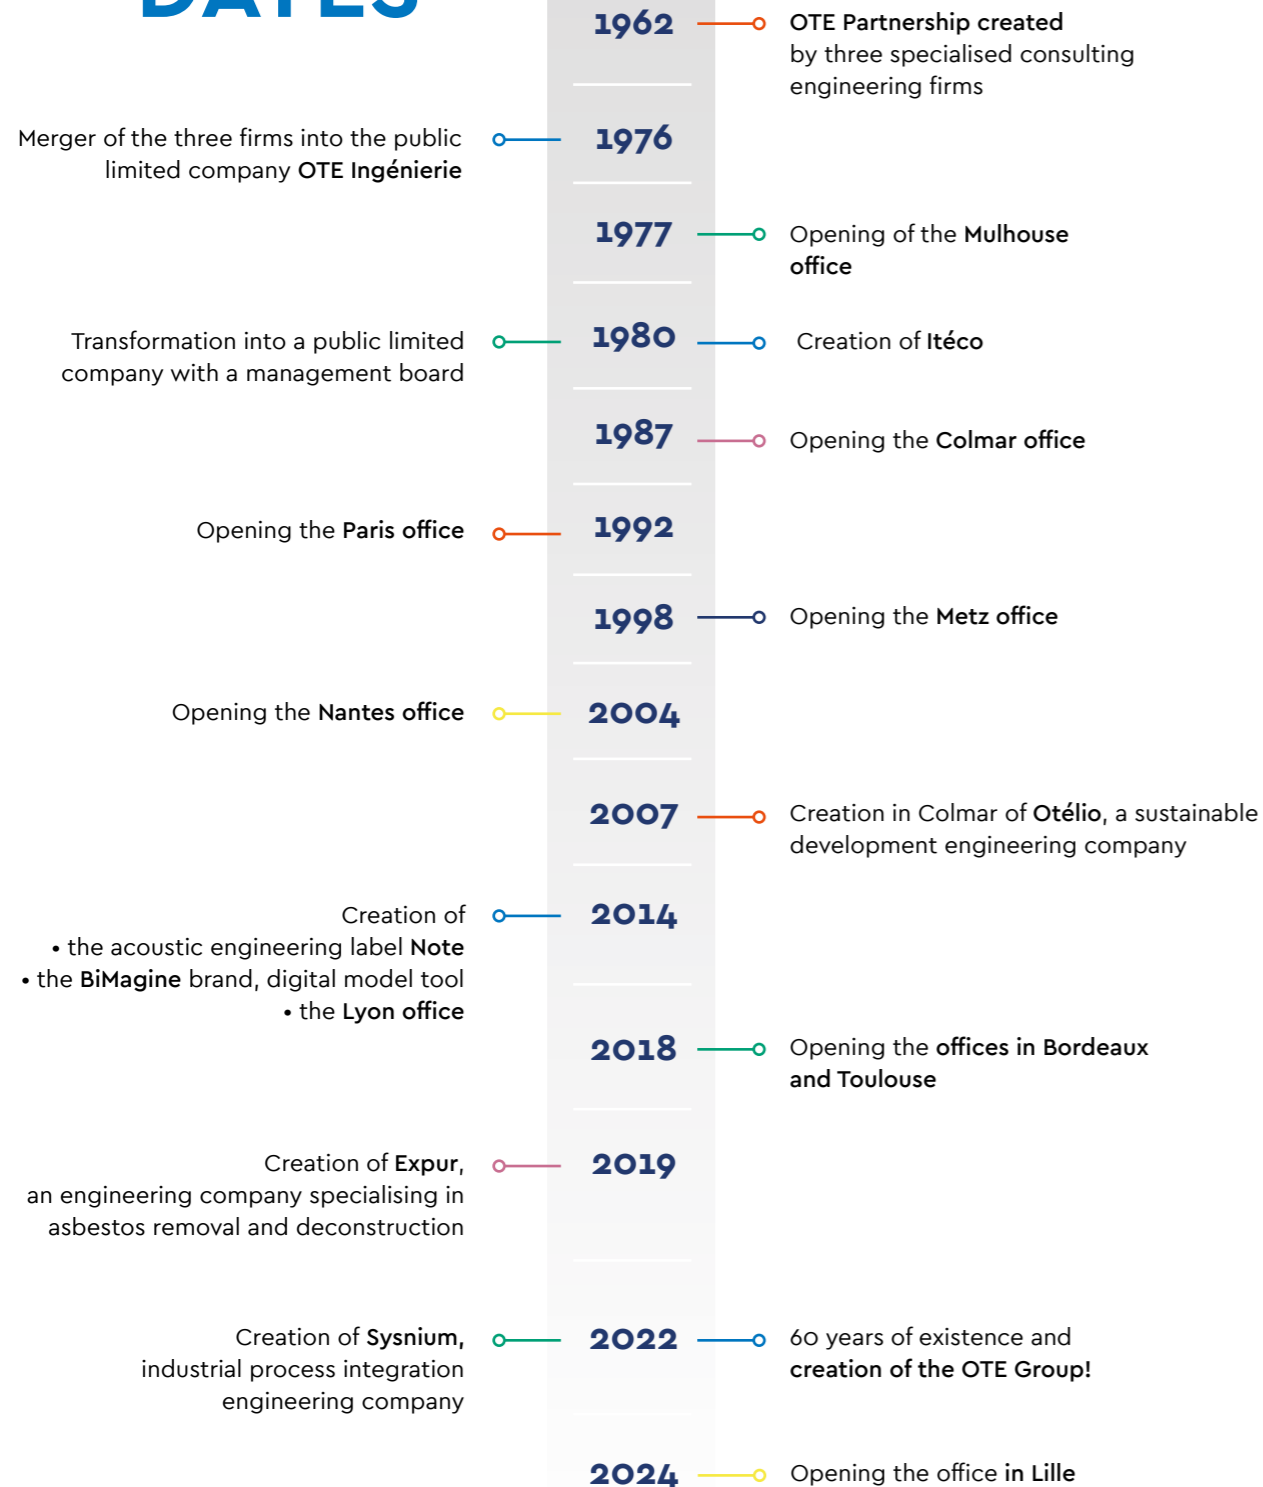 DATES
1962
OTE Partnership created
by three specialised consulting
engineering firms
Merger of the three firms into the public
limited company OTE Ingénierie
1976
1977
Opening of the Mulhouse
office
Transformation into a public limited
company with a management board
1980
Creation of Itéco
1987
Opening the Colmar office
Opening the Paris office
1992
1998
Opening the Metz office
Opening the Nantes office
2004
2007
Creation in Colmar of Otélio, a sustainable
development engineering company
Creation of
• the acoustic engineering label Note
• the BiMagine brand, digital model tool
• the Lyon office
2014
2018
Opening the offices in Bordeaux
and Toulouse
Creation of Expur,
an engineering company specialising in
asbestos removal and deconstruction
2019
Creation of Sysnium,
industrial process integration
engineering company
2022
60 years of existence and
creation of the OTE Group!
2024
Opening the office in Lille